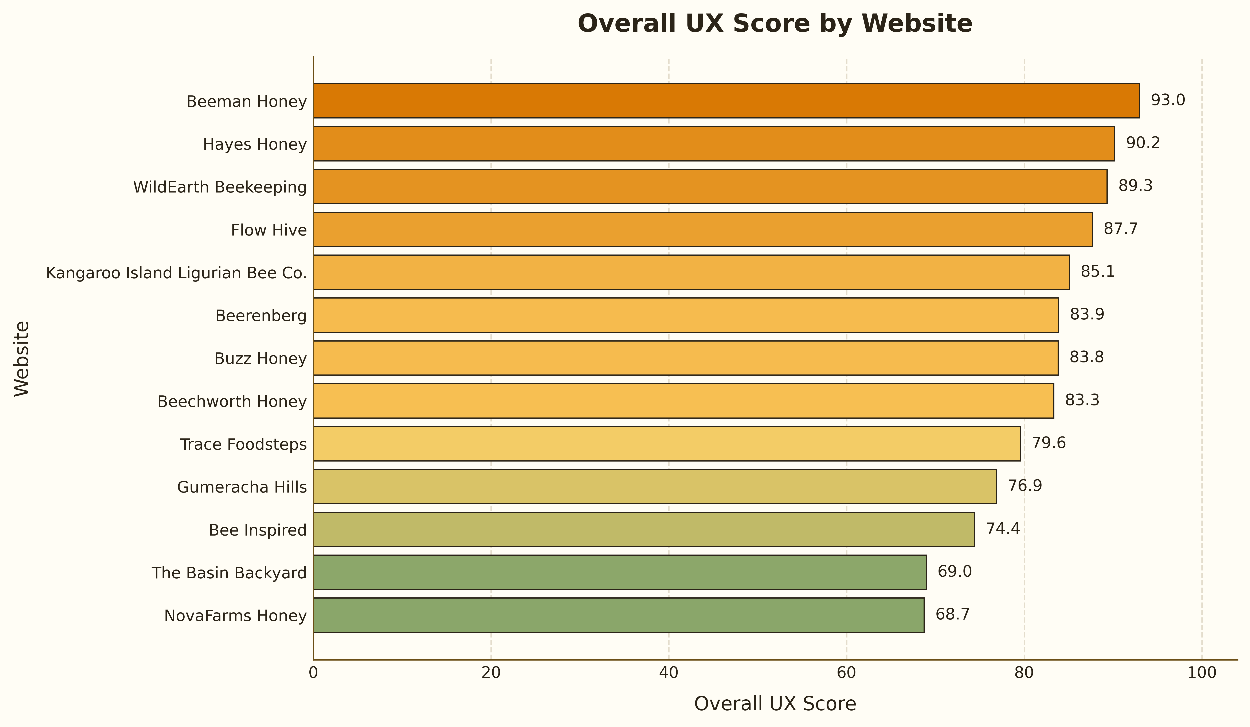 Overall UX Score by Website
Website
Beeman Honey 93.0
Hayes Honey 90.2
WildEarth Beekeeping 89.3
Flow Hive 87.7
Kangaroo Island Ligurian Bee Co. 85.1
Beerenberg 83.9
Buzz Honey 83.8
Beechworth Honey 83.3
Trace Foodsteps 79.6
Gumeracha Hills 76.9
Bee Inspired 74.4
The Basin Backyard 69.0
NovaFarms Honey 68.7
0 20 40 60 80 100
Overall UX Score